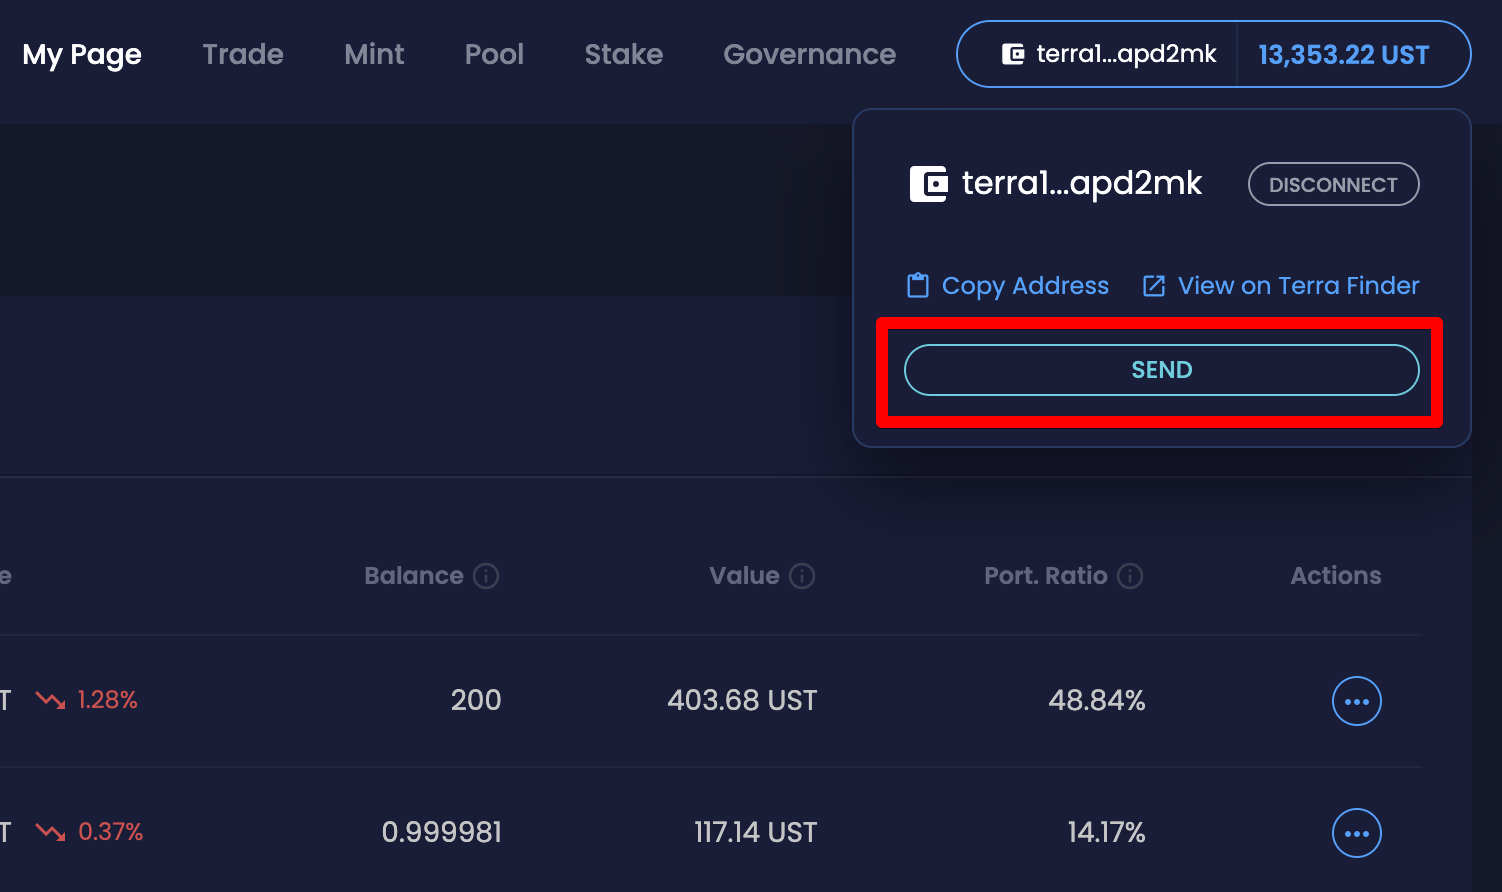 My Page Trade Mint Pool Stake Governance terra1...apd2mk 13,353.22 UST
terra1...apd2mk DISCONNECT
Copy Address View on Terra Finder
SEND
e Balance Value Port. Ratio Actions
T 1.28% 200 403.68 UST 48.84%
T 0.37% 0.999981 117.14 UST 14.17%